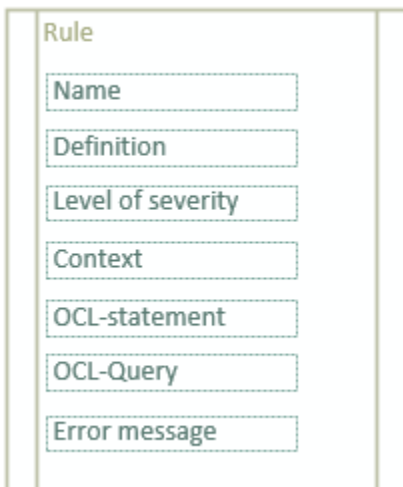 Rule
Name
Definition
Level of severity
Context
OCL-statement
OCL-Query
Error message